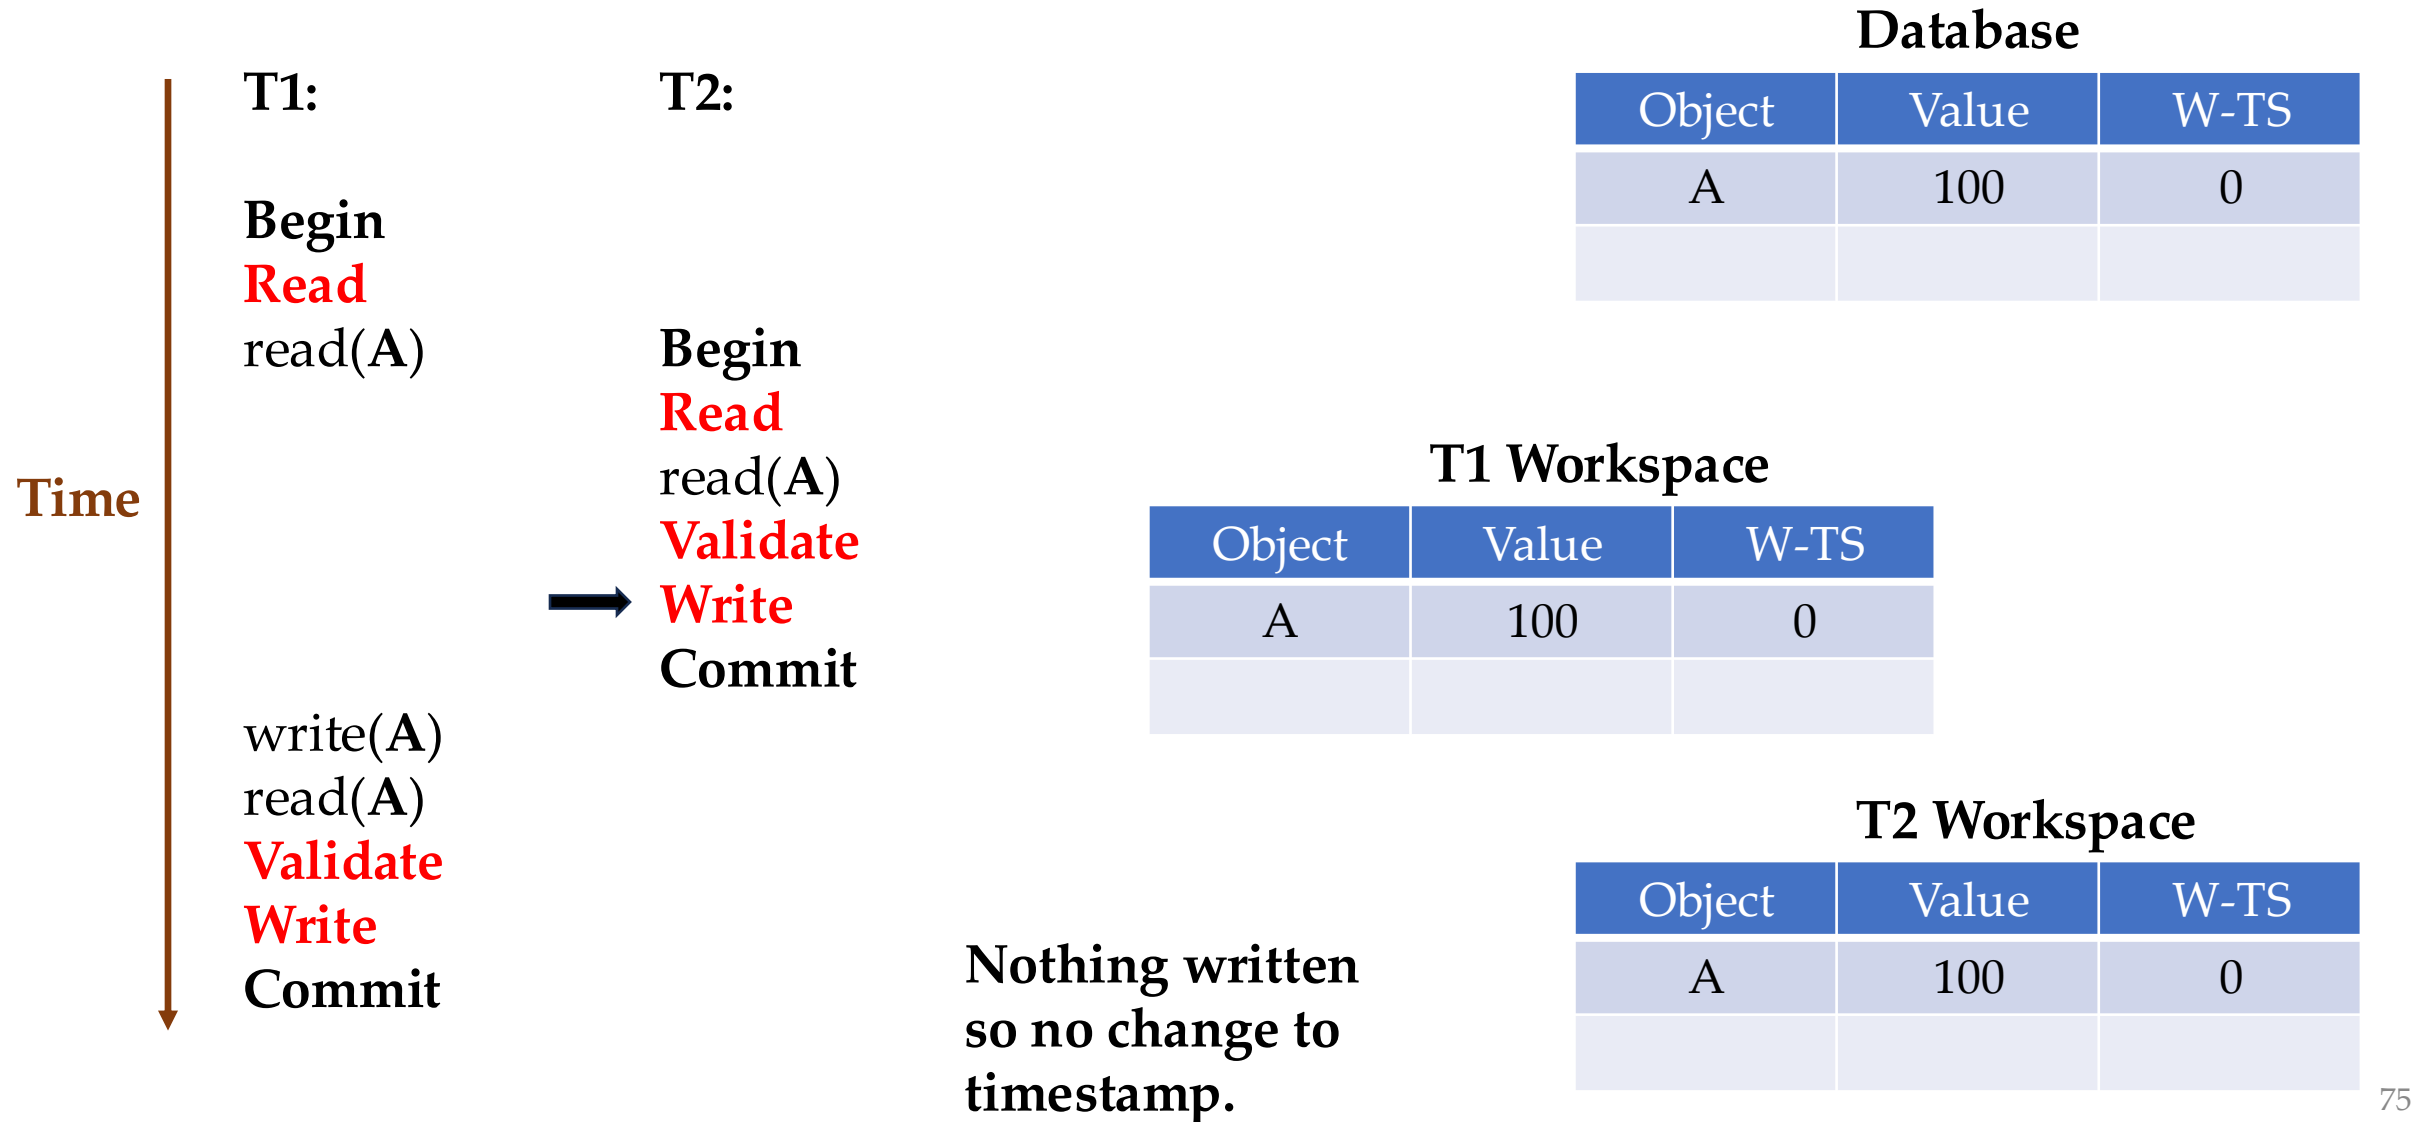 T1:
Begin
Read
read(A)
write(A)
read(A)
Validate
Write
Commit
Time
T2:
Begin
Read
read(A)
Validate
Write
Commit
Database
Object Value W-TS
A 100 0
T1 Workspace
Object Value W-TS
A 100 0
T2 Workspace
Object Value W-TS
A 100 0
Nothing written
so no change to
timestamp.
75